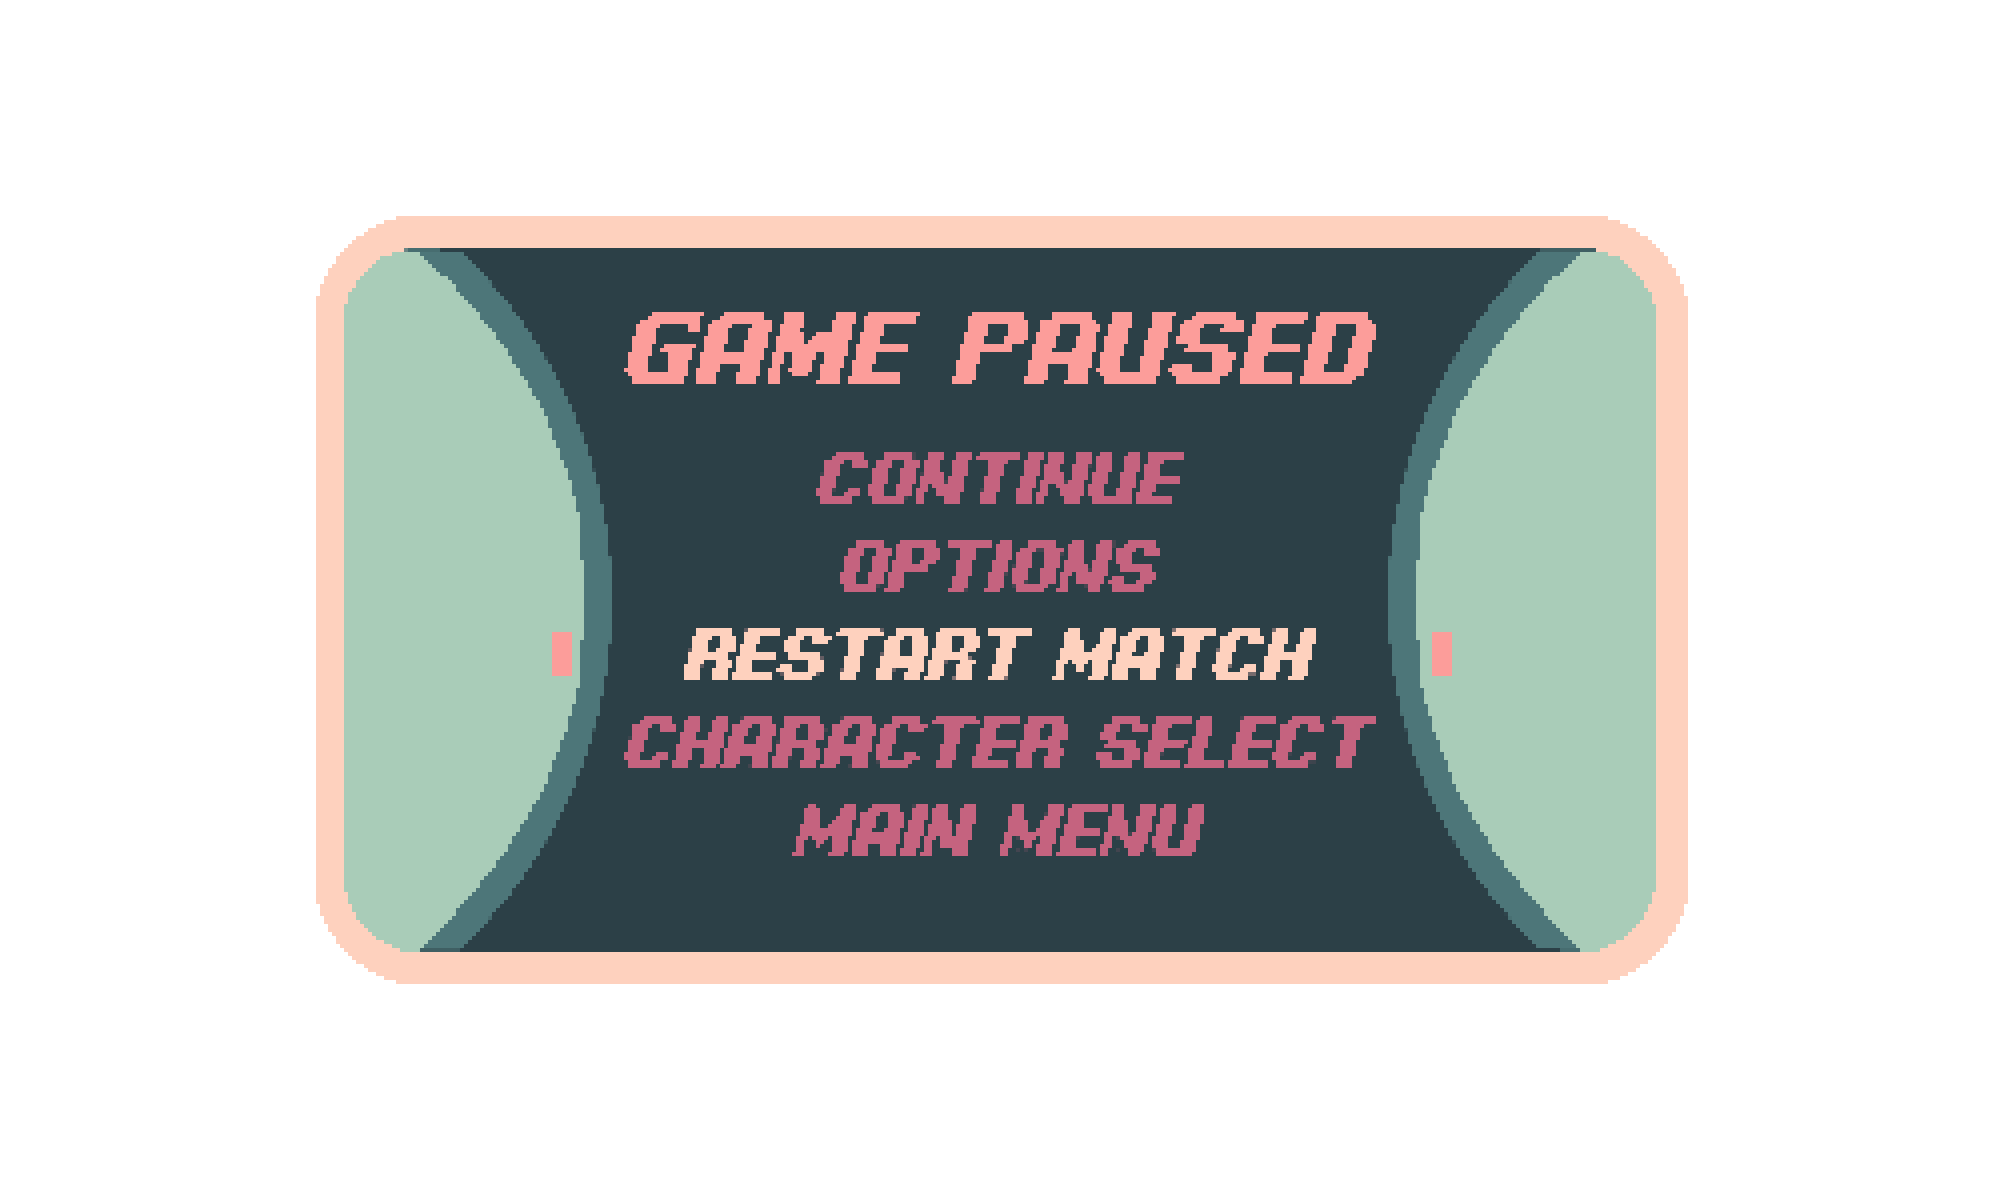 GAME PAUSED
CONTINUE
OPTIONS
RESTART MATCH
CHARACTER SELECT
MAIN MENU